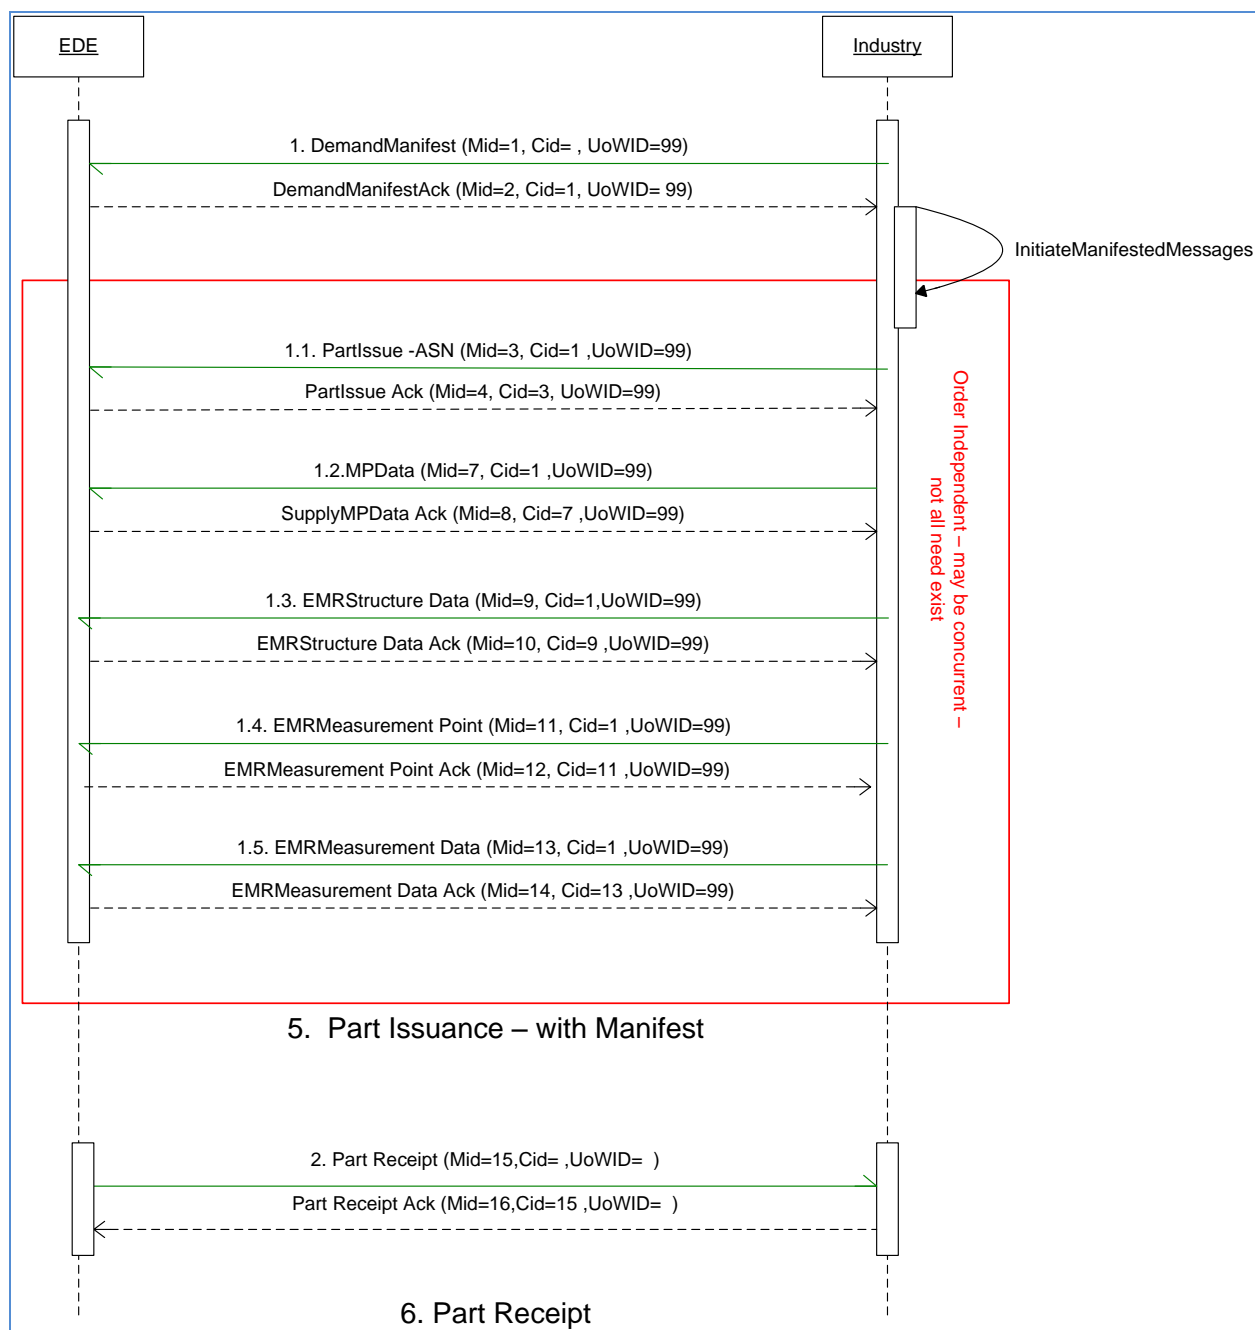 EDE
Industry
1. DemandManifest (Mid=1, Cid= , UoWID=99)
DemandManifestAck (Mid=2, Cid=1, UoWID= 99)
InitiateManifestedMessages
1.1. PartIssue -ASN (Mid=3, Cid=1 ,UoWID=99)
PartIssue Ack (Mid=4, Cid=3, UoWID=99)
1.2.MPData (Mid=7, Cid=1 ,UoWID=99)
SupplyMPData Ack (Mid=8, Cid=7 ,UoWID=99)
1.3. EMRStructure Data (Mid=9, Cid=1,UoWID=99)
EMRStructure Data Ack (Mid=10, Cid=9 ,UoWID=99)
1.4. EMRMeasurement Point (Mid=11, Cid=1 ,UoWID=99)
EMRMeasurement Point Ack (Mid=12, Cid=11 ,UoWID=99)
1.5. EMRMeasurement Data (Mid=13, Cid=1 ,UoWID=99)
EMRMeasurement Data Ack (Mid=14, Cid=13 ,UoWID=99)
Order Independent – may be concurrent –
not all need exist
5.  Part Issuance – with Manifest
2. Part Receipt (Mid=15,Cid= ,UoWID=  )
Part Receipt Ack (Mid=16,Cid=15 ,UoWID=  )
6. Part Receipt